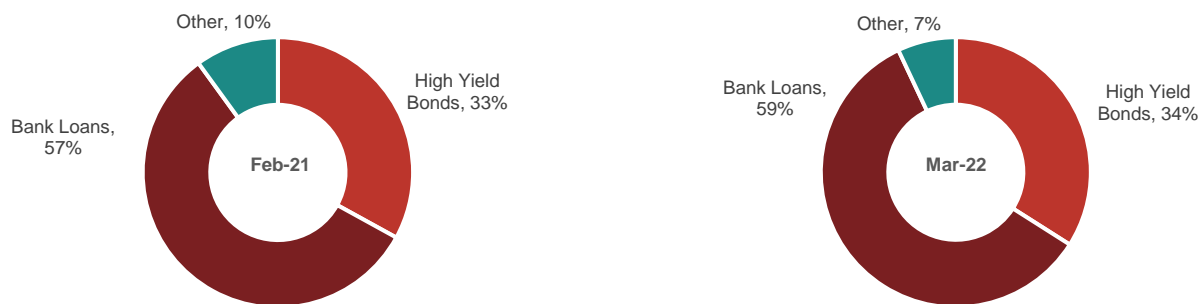 Other, 10%
High Yield
Bonds, 33%
Bank Loans,
57%
Feb-21
Other, 7%
High Yield
Bonds, 34%
Bank Loans,
59%
Mar-22